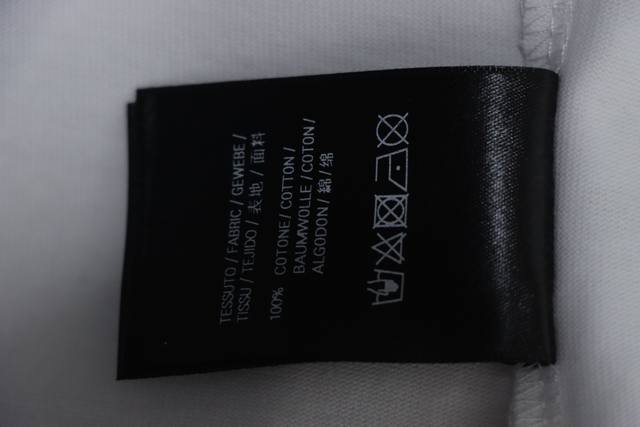 TESSUTO / FABRIC / GEWEBE /
TISSU / TEJIDO / 表地 / 面料
100% COTONE / COTTON /
BAUMWOLLE / COTON /
ALGODON / 綿 / 绵